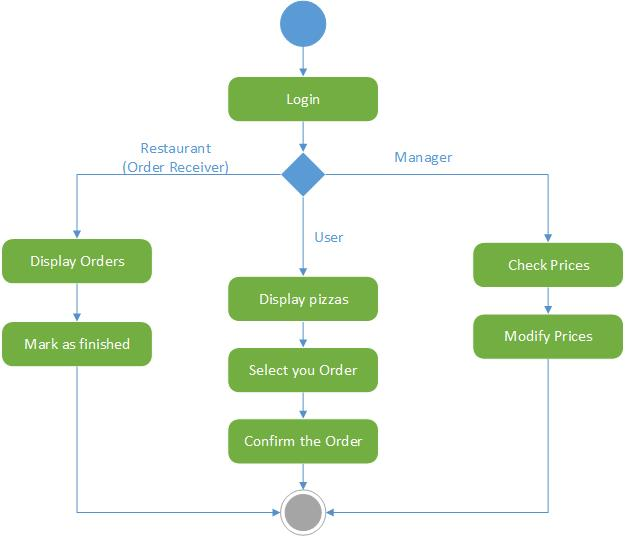 Login
Restaurant
(Order Receiver)
Manager
User
Display Orders
Mark as finished
Display pizzas
Select you Order
Confirm the Order
Check Prices
Modify Prices